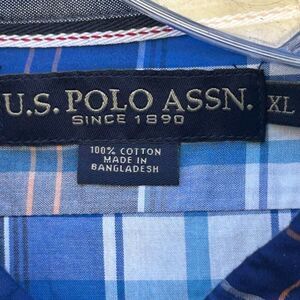 U.S. POLO ASSN. XL
SINCE 1890
100% COTTON
MADE IN
BANGLADESH